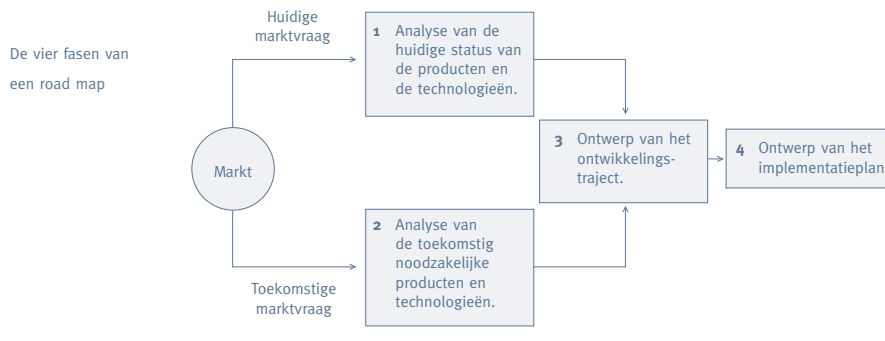 De vier fasen van
een road map
Huidige
marktvraag
Markt
Toekomstige
marktvraag
1 Analyse van de
huidige status van
de producten en
de technologieën.
2 Analyse van
de toekomstig
noodzakelijke
producten en
technologieën.
3 Ontwerp van het
ontwikkelings-
traject.
4 Ontwerp van het
implementatieplan